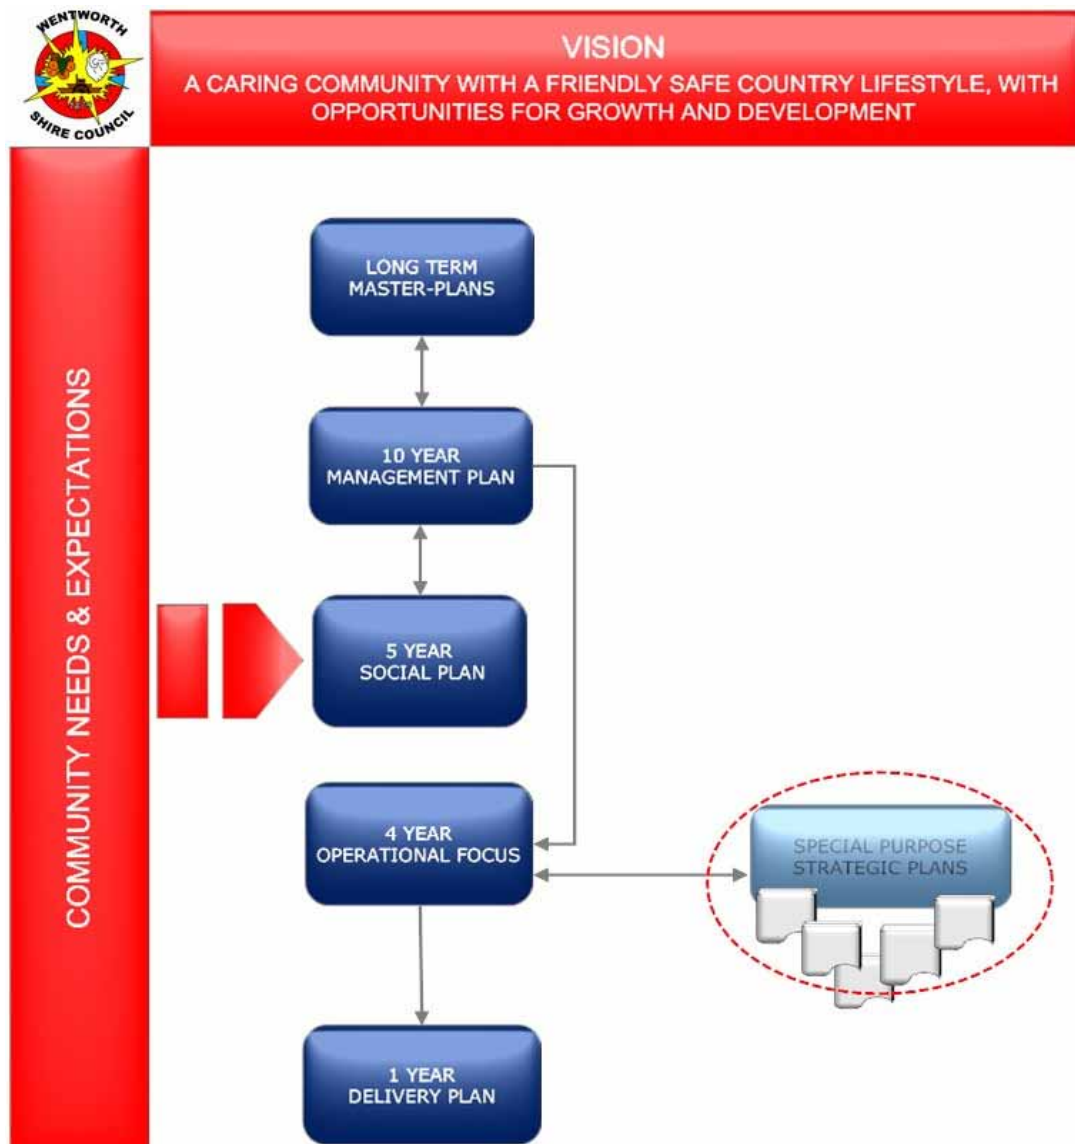 WENTWORTH
SHIRE COUNCIL
VISION
A CARING COMMUNITY WITH A FRIENDLY SAFE COUNTRY LIFESTYLE, WITH
OPPORTUNITIES FOR GROWTH AND DEVELOPMENT
COMMUNITY NEEDS & EXPECTATIONS
LONG TERM
MASTER-PLANS
10 YEAR
MANAGEMENT PLAN
5 YEAR
SOCIAL PLAN
4 YEAR
OPERATIONAL FOCUS
SPECIAL PURPOSE
STRATEGIC PLANS
1 YEAR
DELIVERY PLAN